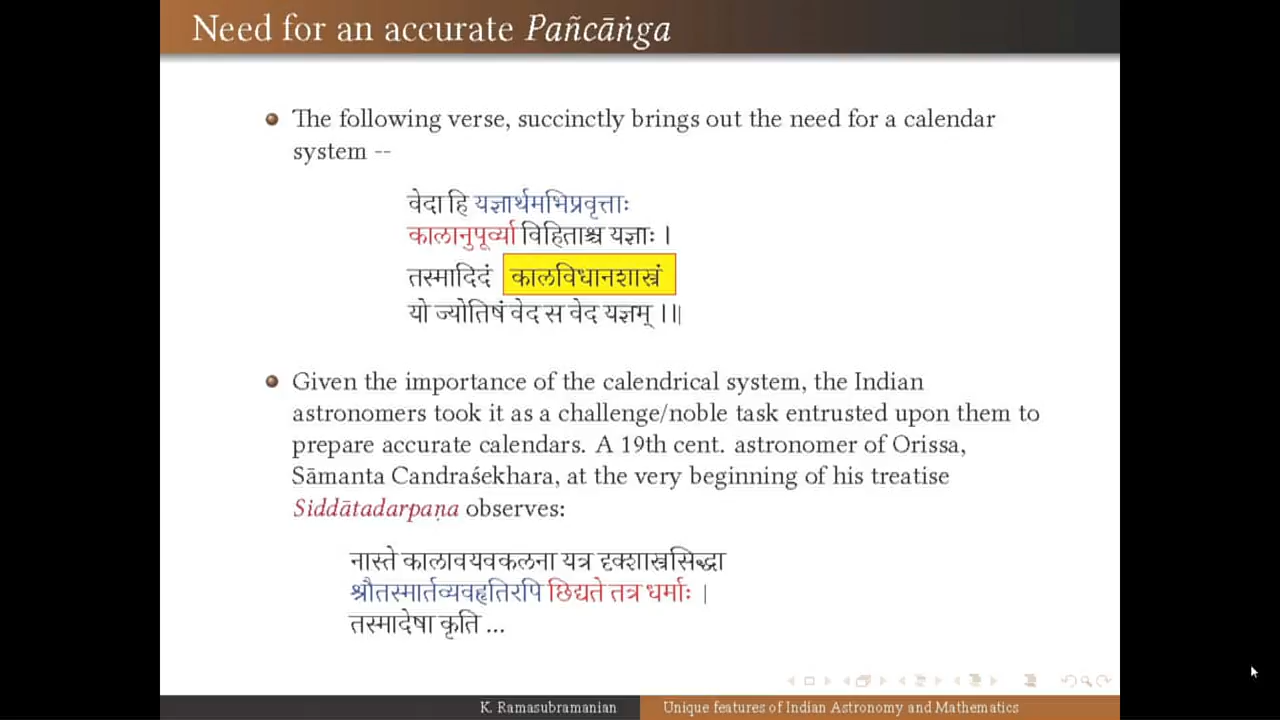 Need for an accurate Pañcāṅga
The following verse, succinctly brings out the need for a calendar
system --
वेदा हि यज्ञार्थमभिप्रवृत्ताः
कालानुपूर्व्या विहिताश्च यज्ञाः ।
तस्मादिदं कालविधानशास्त्रं
यो ज्योतिषं वेद स वेद यज्ञम् ।।
Given the importance of the calendrical system, the Indian
astronomers took it as a challenge/noble task entrusted upon them to
prepare accurate calendars. A 19th cent. astronomer of Orissa,
Sāmanta Candraśekhara, at the very beginning of his treatise
Siddātadarpaṇa observes:
नास्ते कालावयवकलना यत्र दृक्शास्त्रसिद्धा
श्रौतस्मार्तव्यवहृतिरपि छिद्यते तत्र धर्माः |
तस्मादेषा कृति ...
K. Ramasubramanian
Unique features of Indian Astronomy and Mathematics